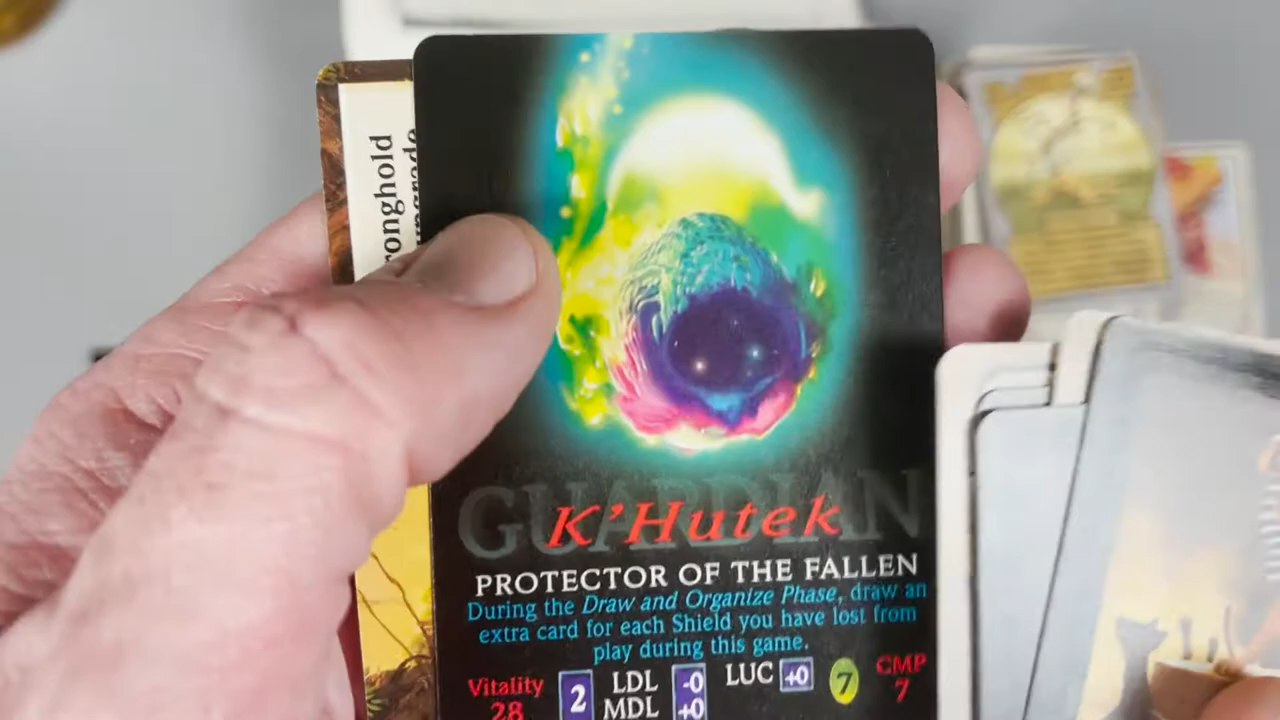 GUARDIAN
K'Hutek
PROTECTOR OF THE FALLEN
During the Draw and Organize Phase, draw an
extra card for each Shield you have lost from
play during this game.
Vitality
28
2
LDL -0
MDL +0
LUC +0
7
CMP
7
ronghold